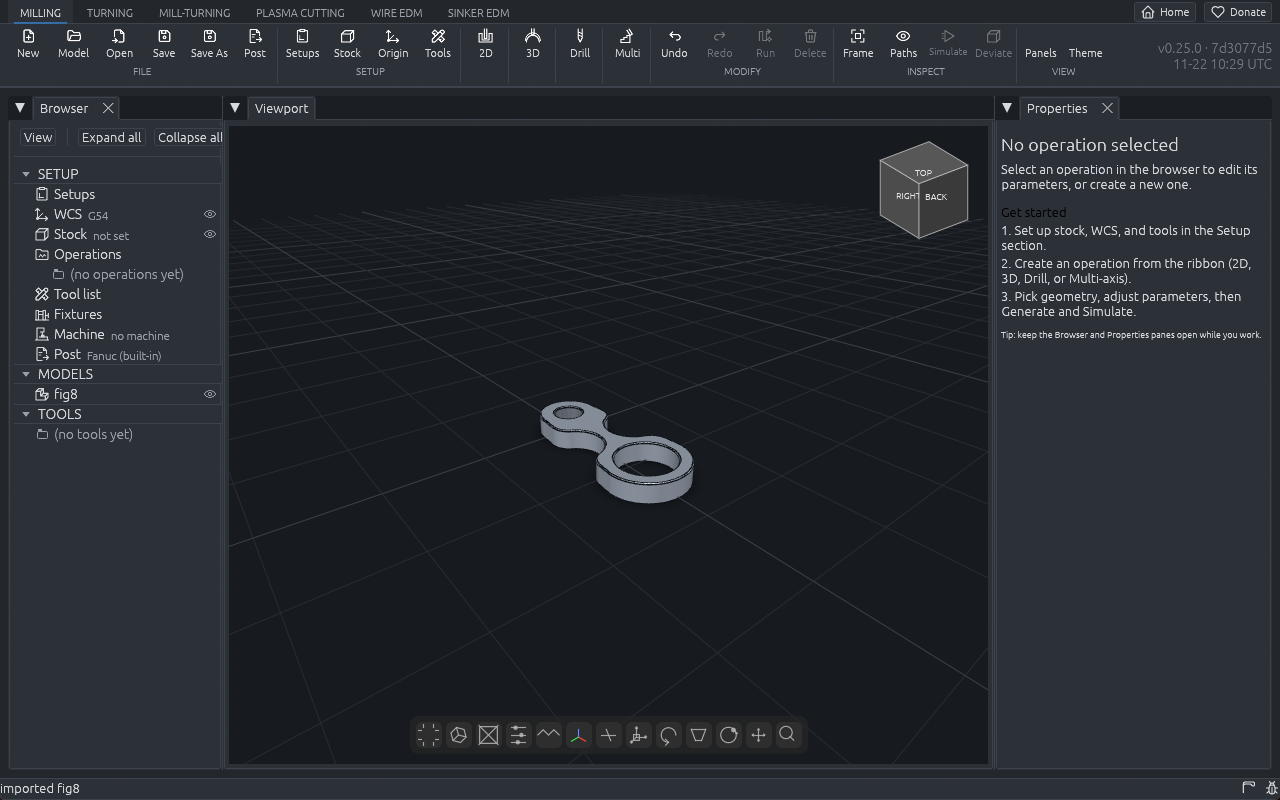 MILLING TURNING MILL-TURNING PLASMA CUTTING WIRE EDM SINKER EDM Home Donate
New Model Open Save Save As Post Setups Stock Origin Tools 2D 3D Drill Multi Undo Redo Run Delete Frame Paths Simulate Deviate Panels Theme
FILE SETUP MODIFY INSPECT VIEW
v0.25.0 · 7d3077d5
11-22 10:29 UTC
Browser Viewport Properties
View Expand all Collapse all
SETUP
Setups
WCS G54
Stock not set
Operations
(no operations yet)
Tool list
Fixtures
Machine no machine
Post Fanuc (built-in)
MODELS
fig8
TOOLS
(no tools yet)
TOP
RIGHT BACK
No operation selected
Select an operation in the browser to edit its
parameters, or create a new one.
Get started
1. Set up stock, WCS, and tools in the Setup
section.
2. Create an operation from the ribbon (2D,
3D, Drill, or Multi-axis).
3. Pick geometry, adjust parameters, then
Generate and Simulate.
Tip: keep the Browser and Properties panes open while you work.
imported fig8